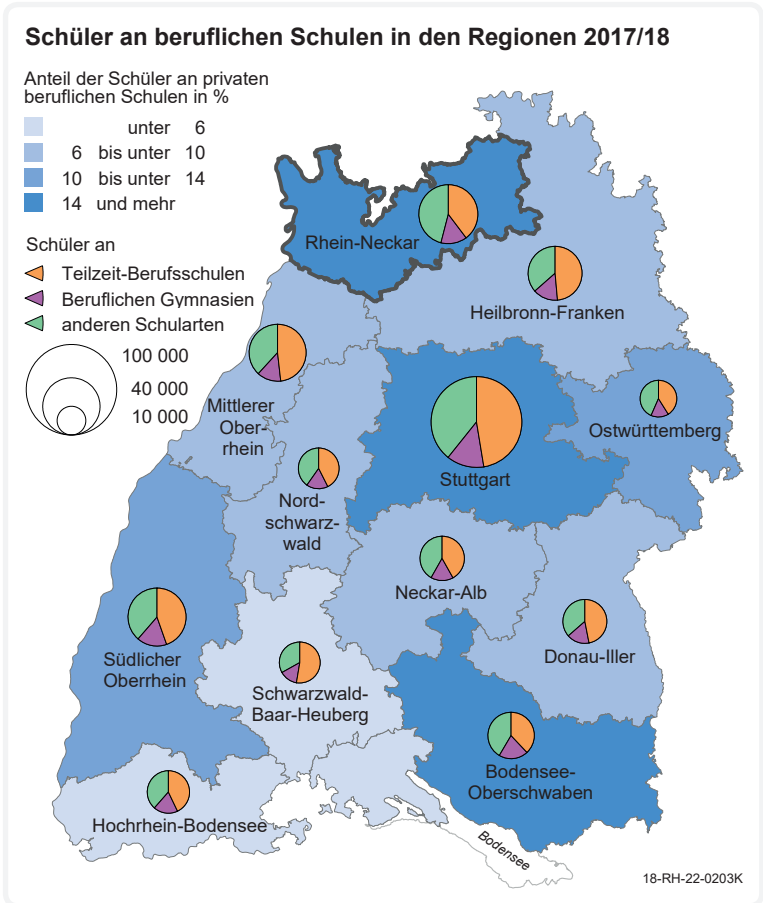 Schüler an beruflichen Schulen in den Regionen 2017/18
Anteil der Schüler an privaten
beruflichen Schulen in %
unter 6
6 bis unter 10
10 bis unter 14
14 und mehr
Schüler an
Teilzeit-Berufsschulen
Beruflichen Gymnasien
anderen Schularten
100 000
40 000
10 000
Rhein-Neckar
Heilbronn-Franken
Mittlerer
Ober-
rhein
Ostwürttemberg
Stuttgart
Nord-
schwarz-
wald
Neckar-Alb
Südlicher
Oberrhein
Donau-Iller
Schwarzwald-
Baar-Heuberg
Bodensee-
Oberschwaben
Hochrhein-Bodensee
Bodensee
18-RH-22-0203K